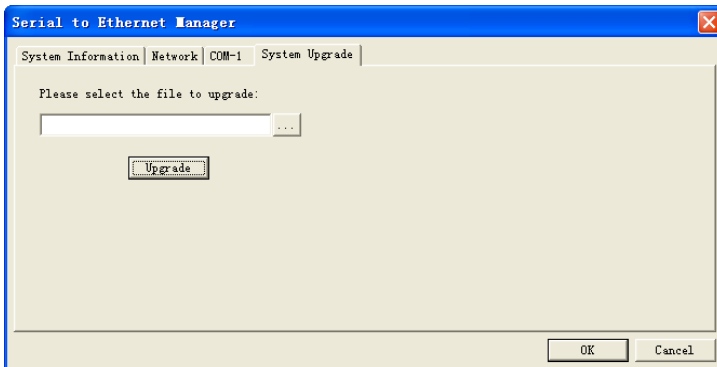 Serial to Ethernet Manager
System Information Network COM-1 System Upgrade
Please select the file to upgrade:
...
Upgrade
OK Cancel